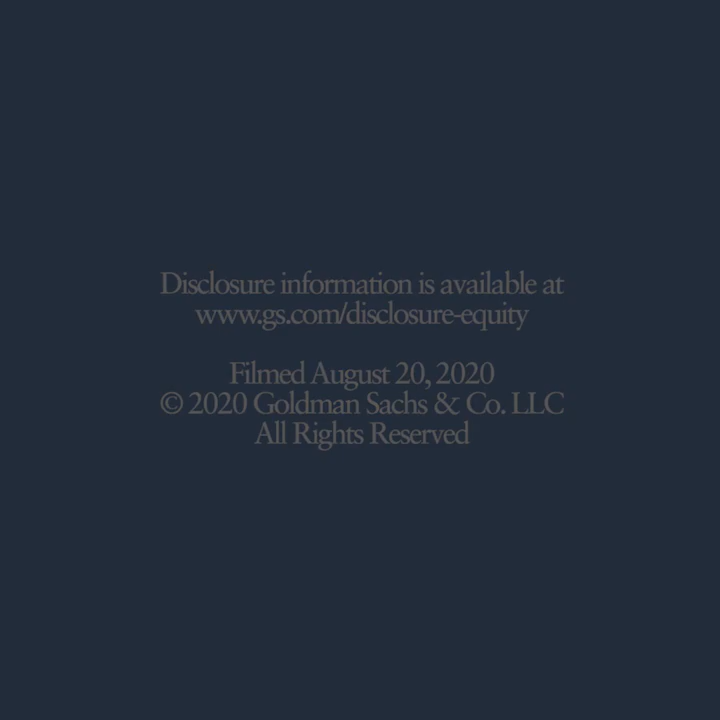 Disclosure information is available at
www.gs.com/disclosure-equity
Filmed August 20, 2020
© 2020 Goldman Sachs & Co. LLC
All Rights Reserved